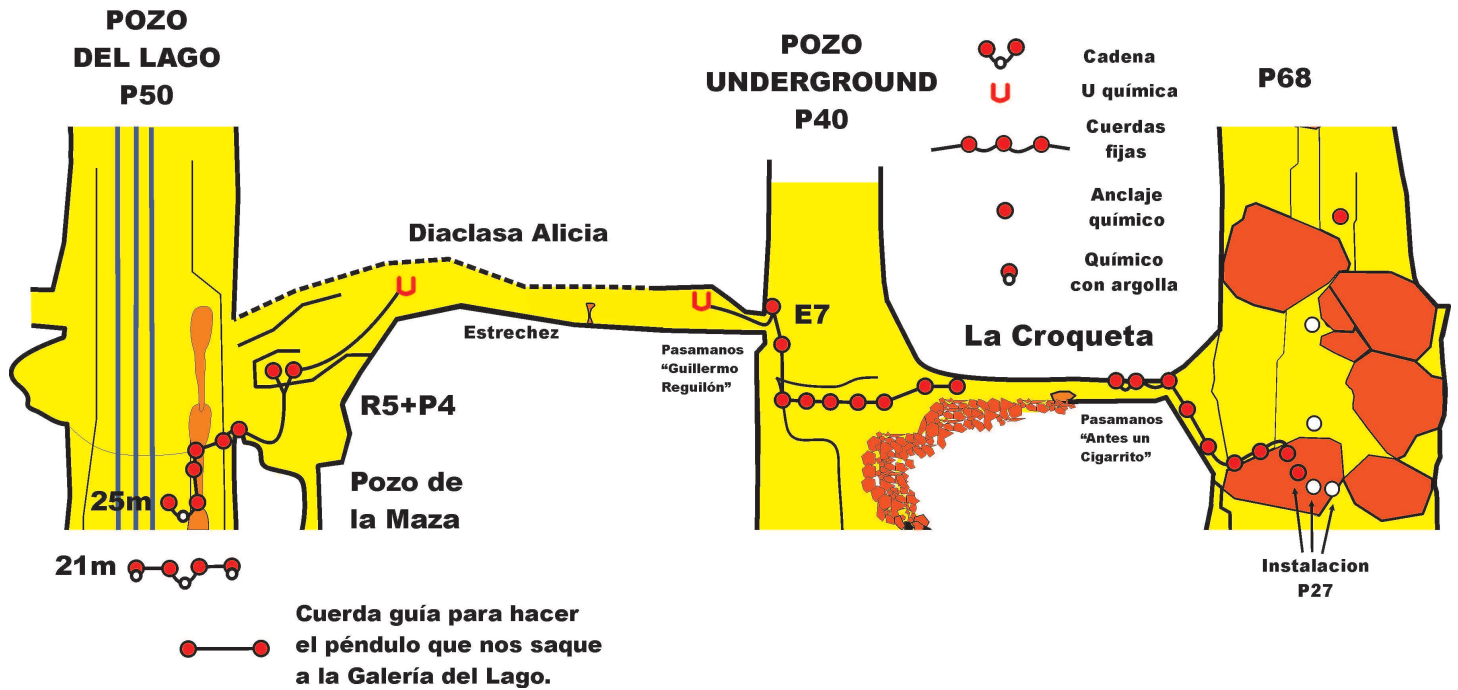 POZO
DEL LAGO
P50
POZO
UNDERGROUND
P40
Cadena
U química
Cuerdas
fijas
Anclaje
químico
Químico
con argolla
P68
Diaclasa Alicia
Estrechez
Pasamanos
“Guillermo
Reguilón”
E7
La Croqueta
Pasamanos
“Antes un
Cigarrito”
R5+P4
Pozo de
la Maza
25m
21m
Instalacion
P27
Cuerda guía para hacer
el péndulo que nos saque
a la Galería del Lago.